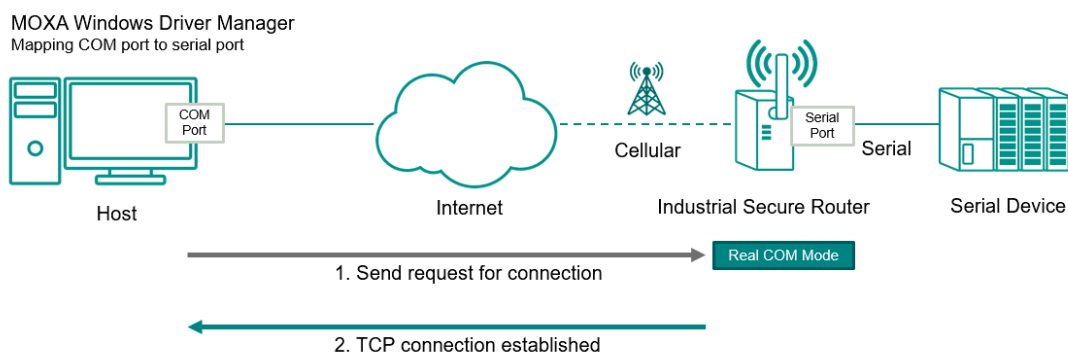 MOXA Windows Driver Manager
Mapping COM port to serial port
COM
Port
Serial
Port
Cellular
Serial
Host
Internet
Industrial Secure Router
Serial Device
1. Send request for connection
Real COM Mode
2. TCP connection established